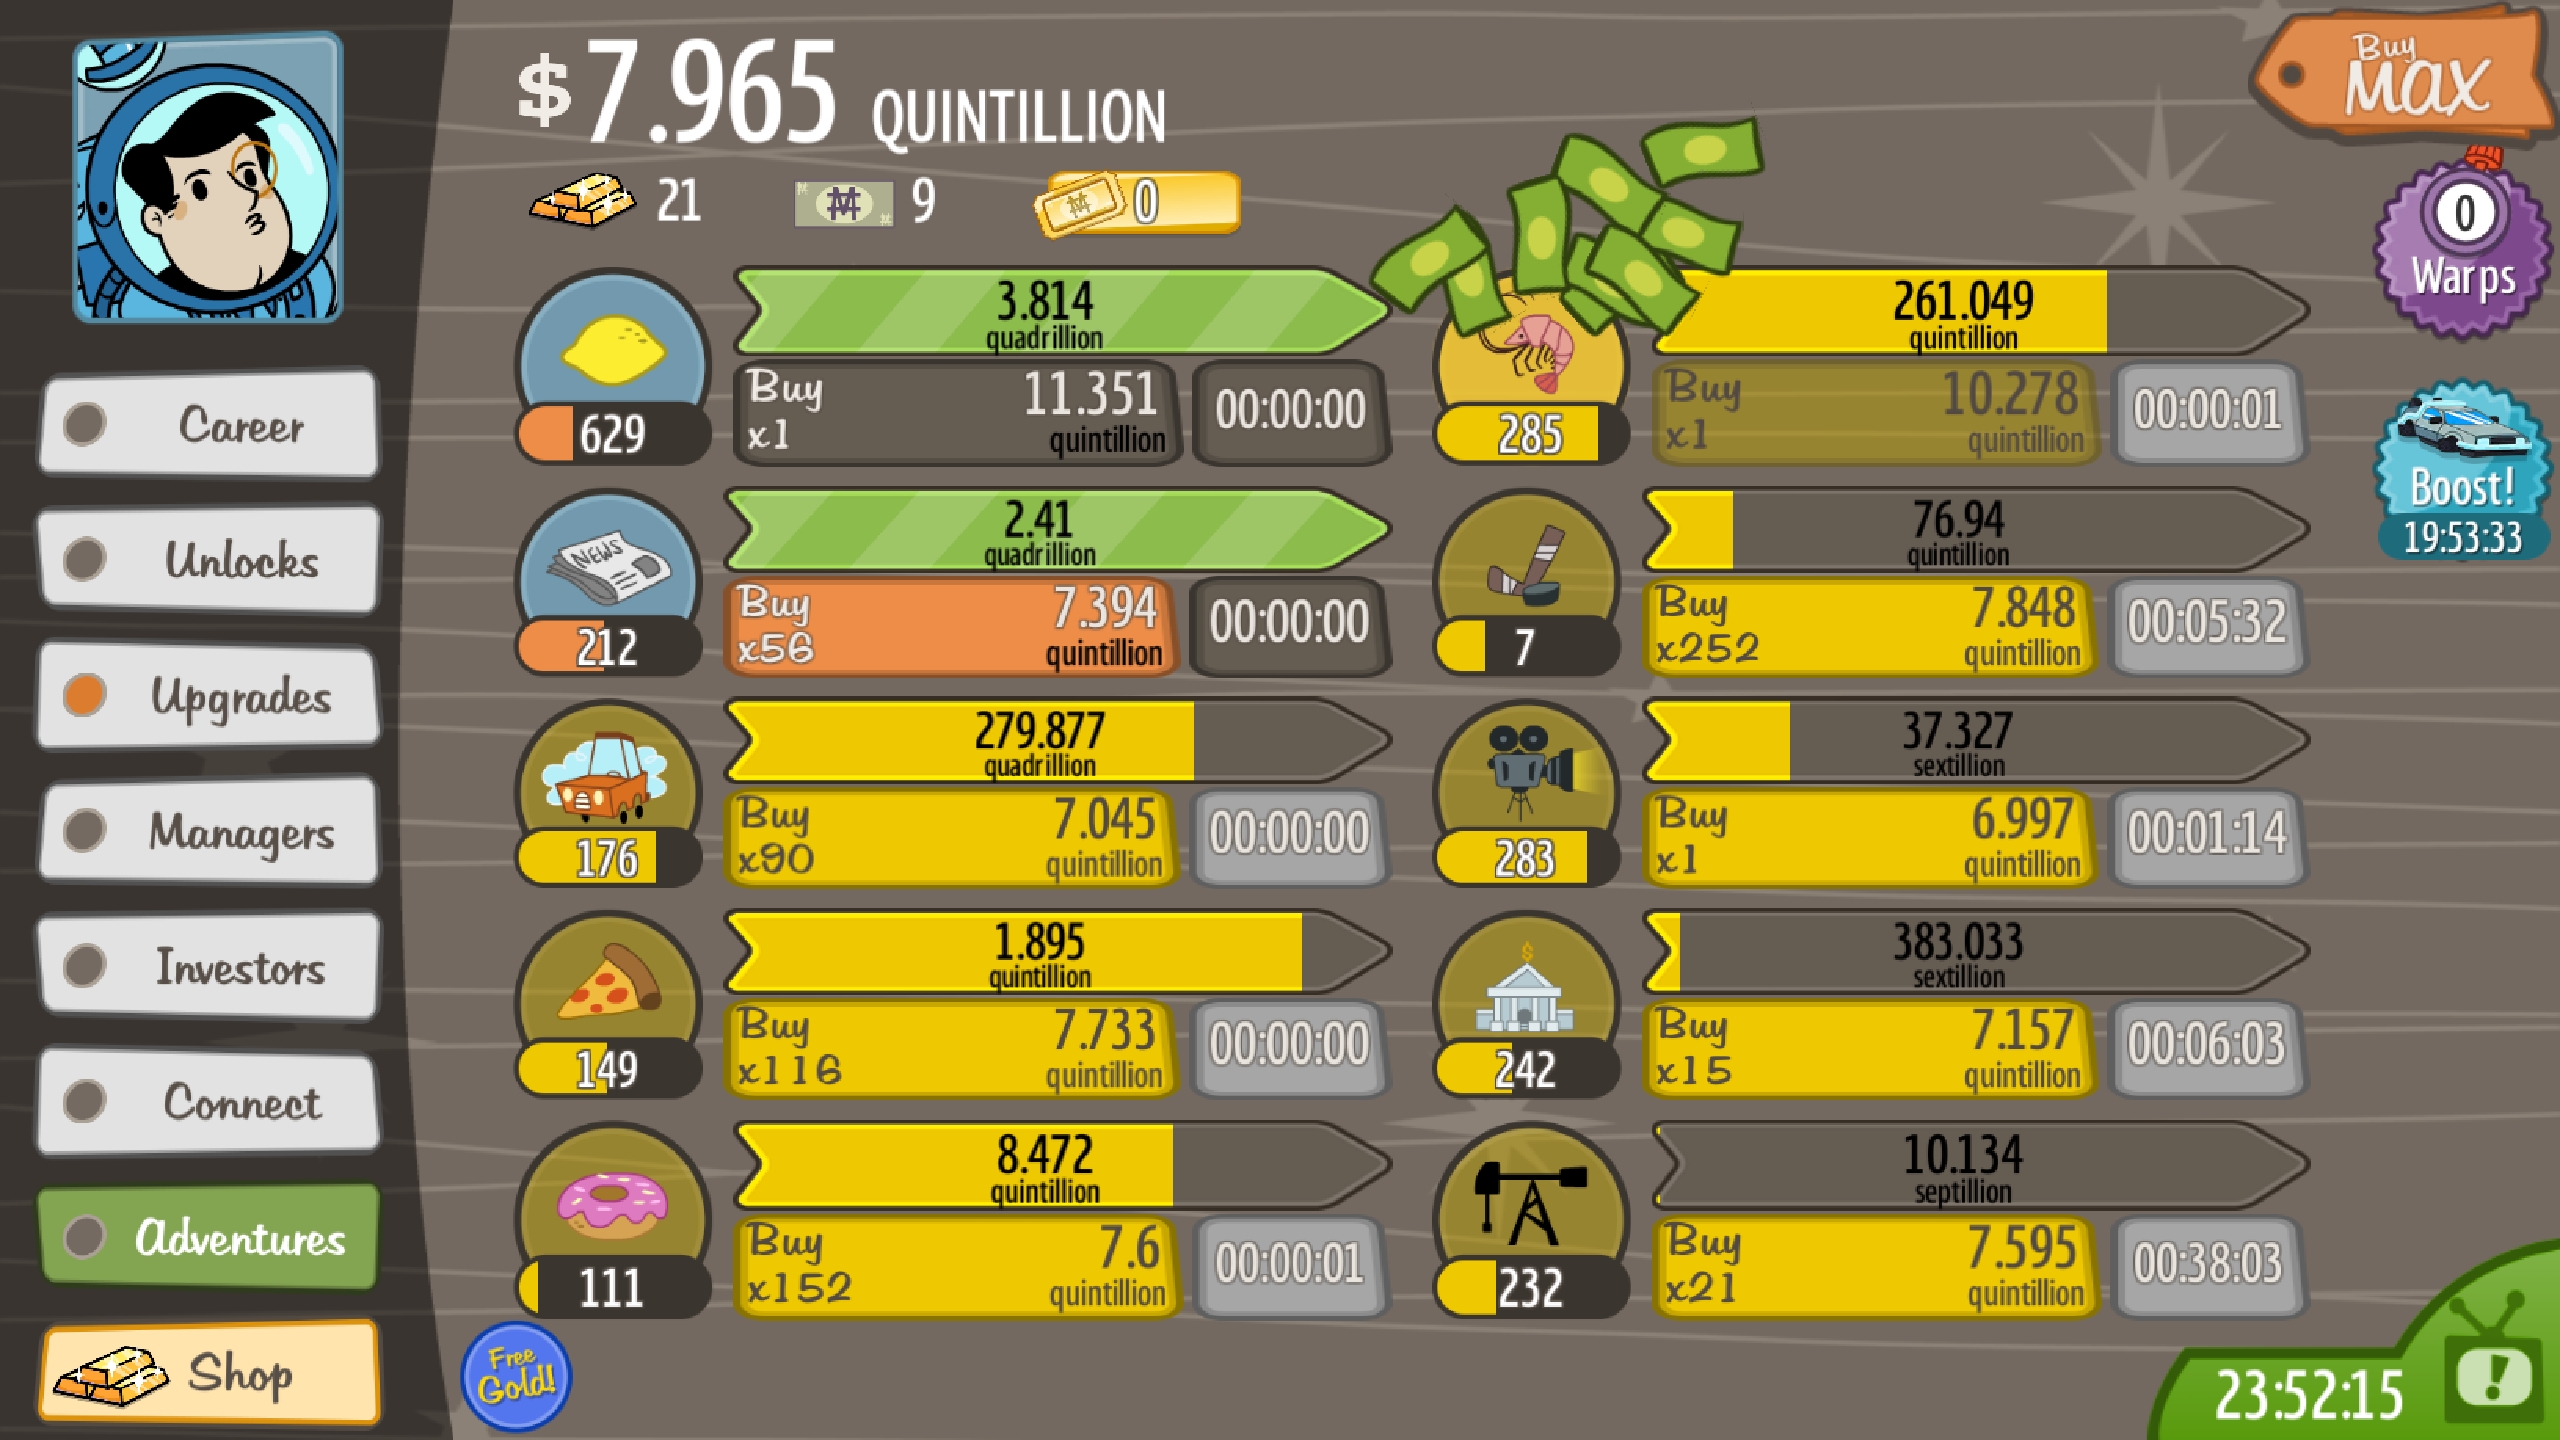 $7.965 QUINTILLION
Buy
MAX
21
9
0
0
Warps
Boost!
19:53:33
Career
Unlocks
Upgrades
Managers
Investors
Connect
Adventures
Shop
3.814
quadrillion
629
Buy
x1
11.351
quintillion
00:00:00
NEWS
2.41
quadrillion
212
Buy
x56
7.394
quintillion
00:00:00
279.877
quadrillion
176
Buy
x90
7.045
quintillion
00:00:00
1.895
quintillion
149
Buy
x116
7.733
quintillion
00:00:00
8.472
quintillion
111
Buy
x152
7.6
quintillion
00:00:01
261.049
quintillion
285
Buy
x1
10.278
quintillion
00:00:01
76.94
quintillion
7
Buy
x252
7.848
quintillion
00:05:32
37.327
sextillion
283
Buy
x1
6.997
quintillion
00:01:14
383.033
sextillion
242
Buy
x15
7.157
quintillion
00:06:03
10.134
septillion
232
Buy
x21
7.595
quintillion
00:38:03
Free
Gold!
23:52:15